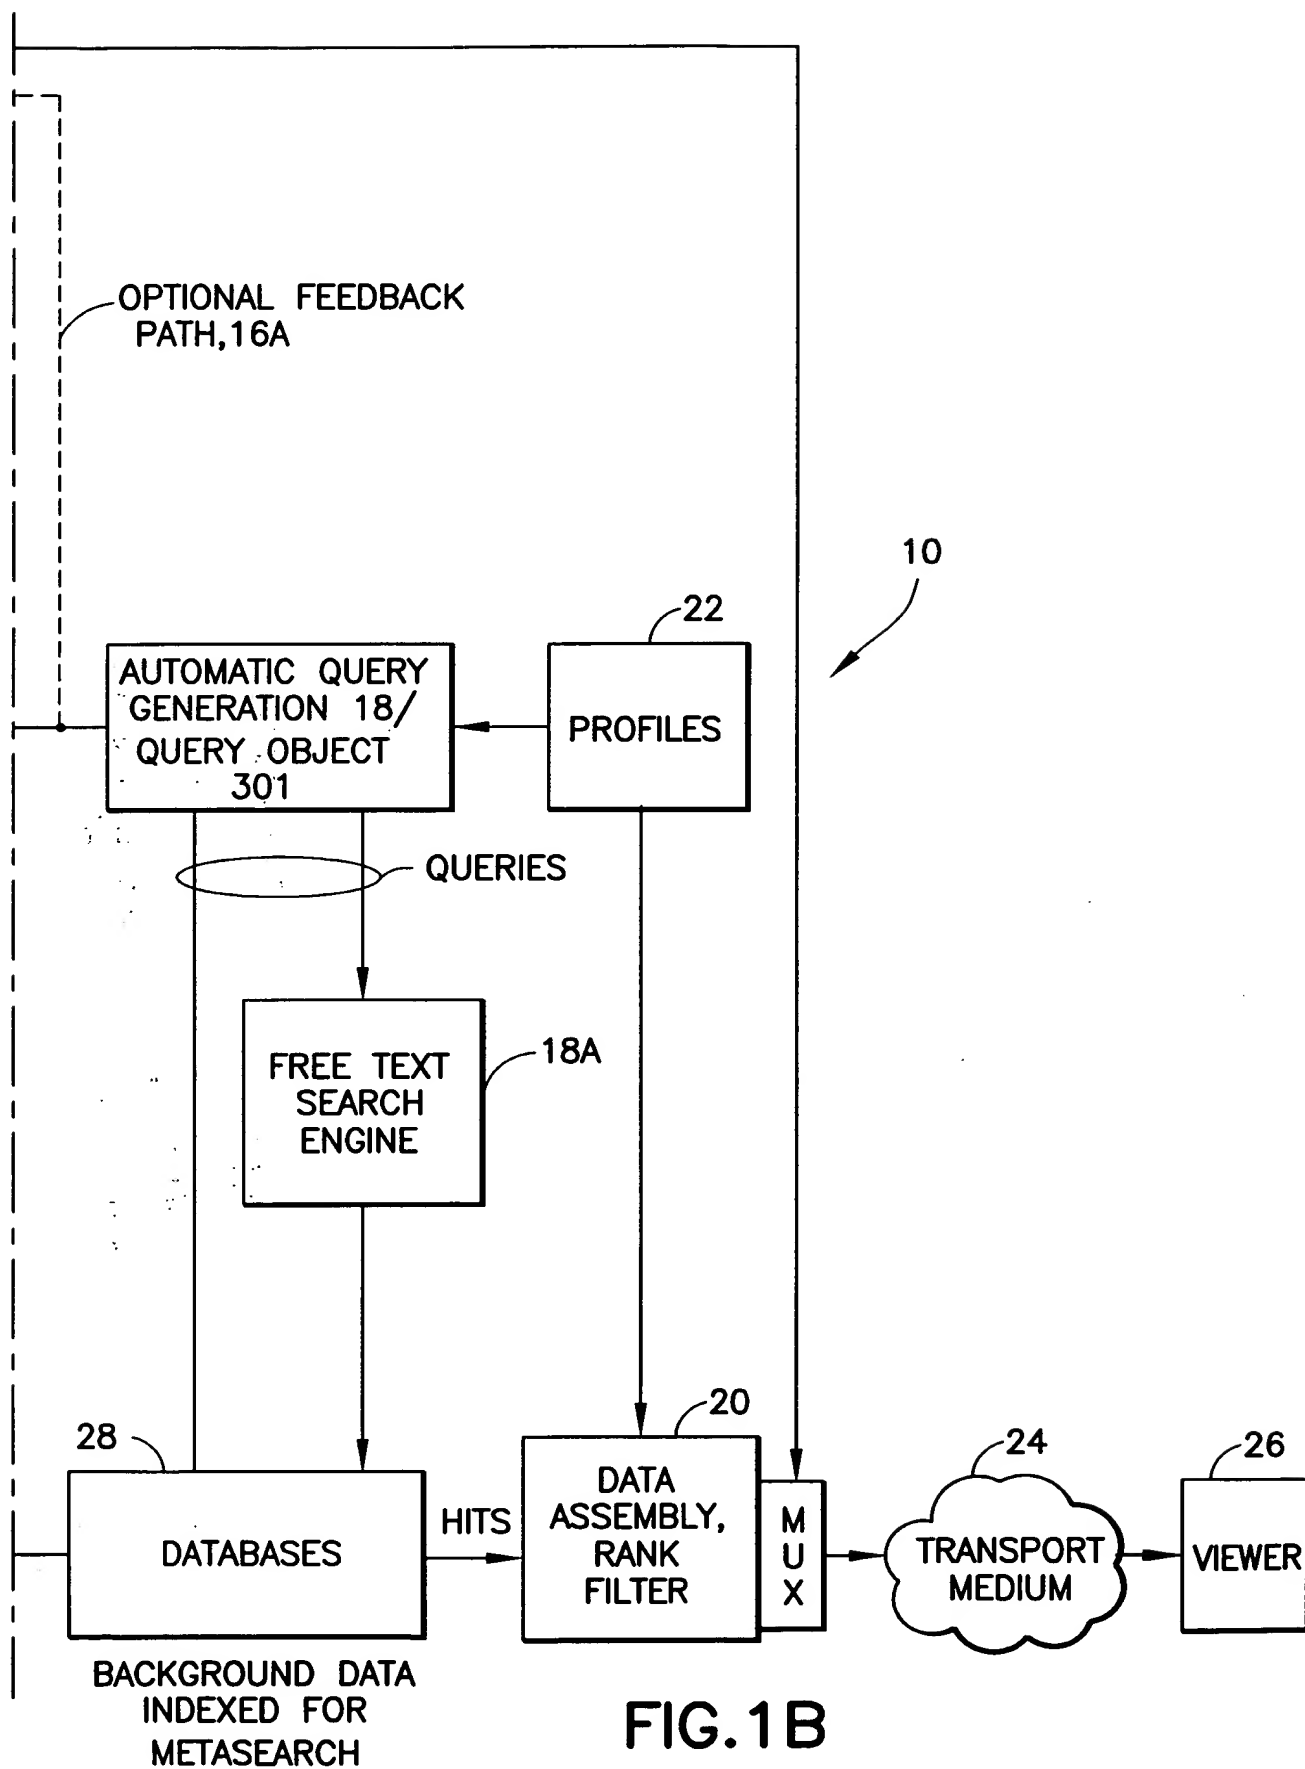 OPTIONAL FEEDBACK
PATH,16A
10
22
AUTOMATIC QUERY
GENERATION 18/
QUERY OBJECT
301
PROFILES
QUERIES
FREE TEXT
SEARCH
ENGINE
18A
28
DATABASES
HITS
20
DATA
ASSEMBLY,
RANK
FILTER
M
U
X
24
TRANSPORT
MEDIUM
26
VIEWER
BACKGROUND DATA
INDEXED FOR
METASEARCH
FIG.1B